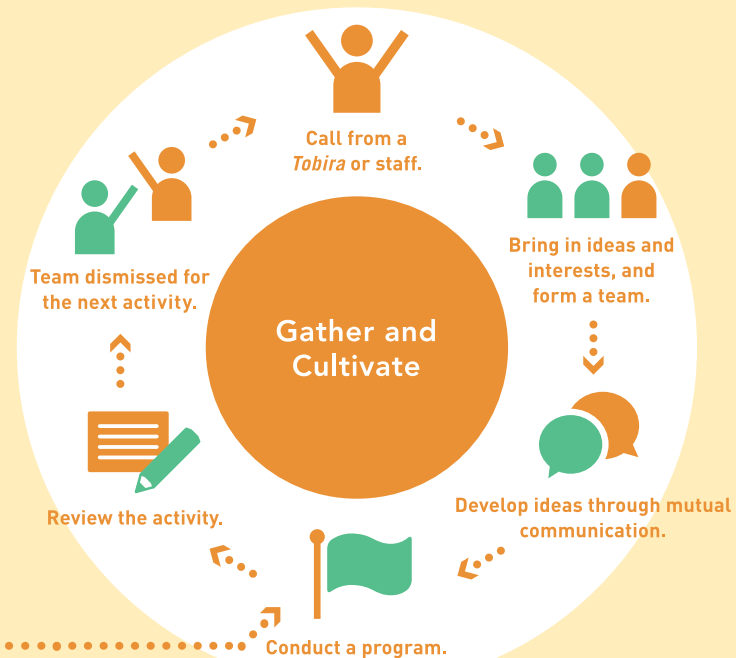 Call from a
Tobira or staff.
Bring in ideas and
interests, and
form a team.
Develop ideas through mutual
communication.
Conduct a program.
Review the activity.
Team dismissed for
the next activity.
Gather and
Cultivate